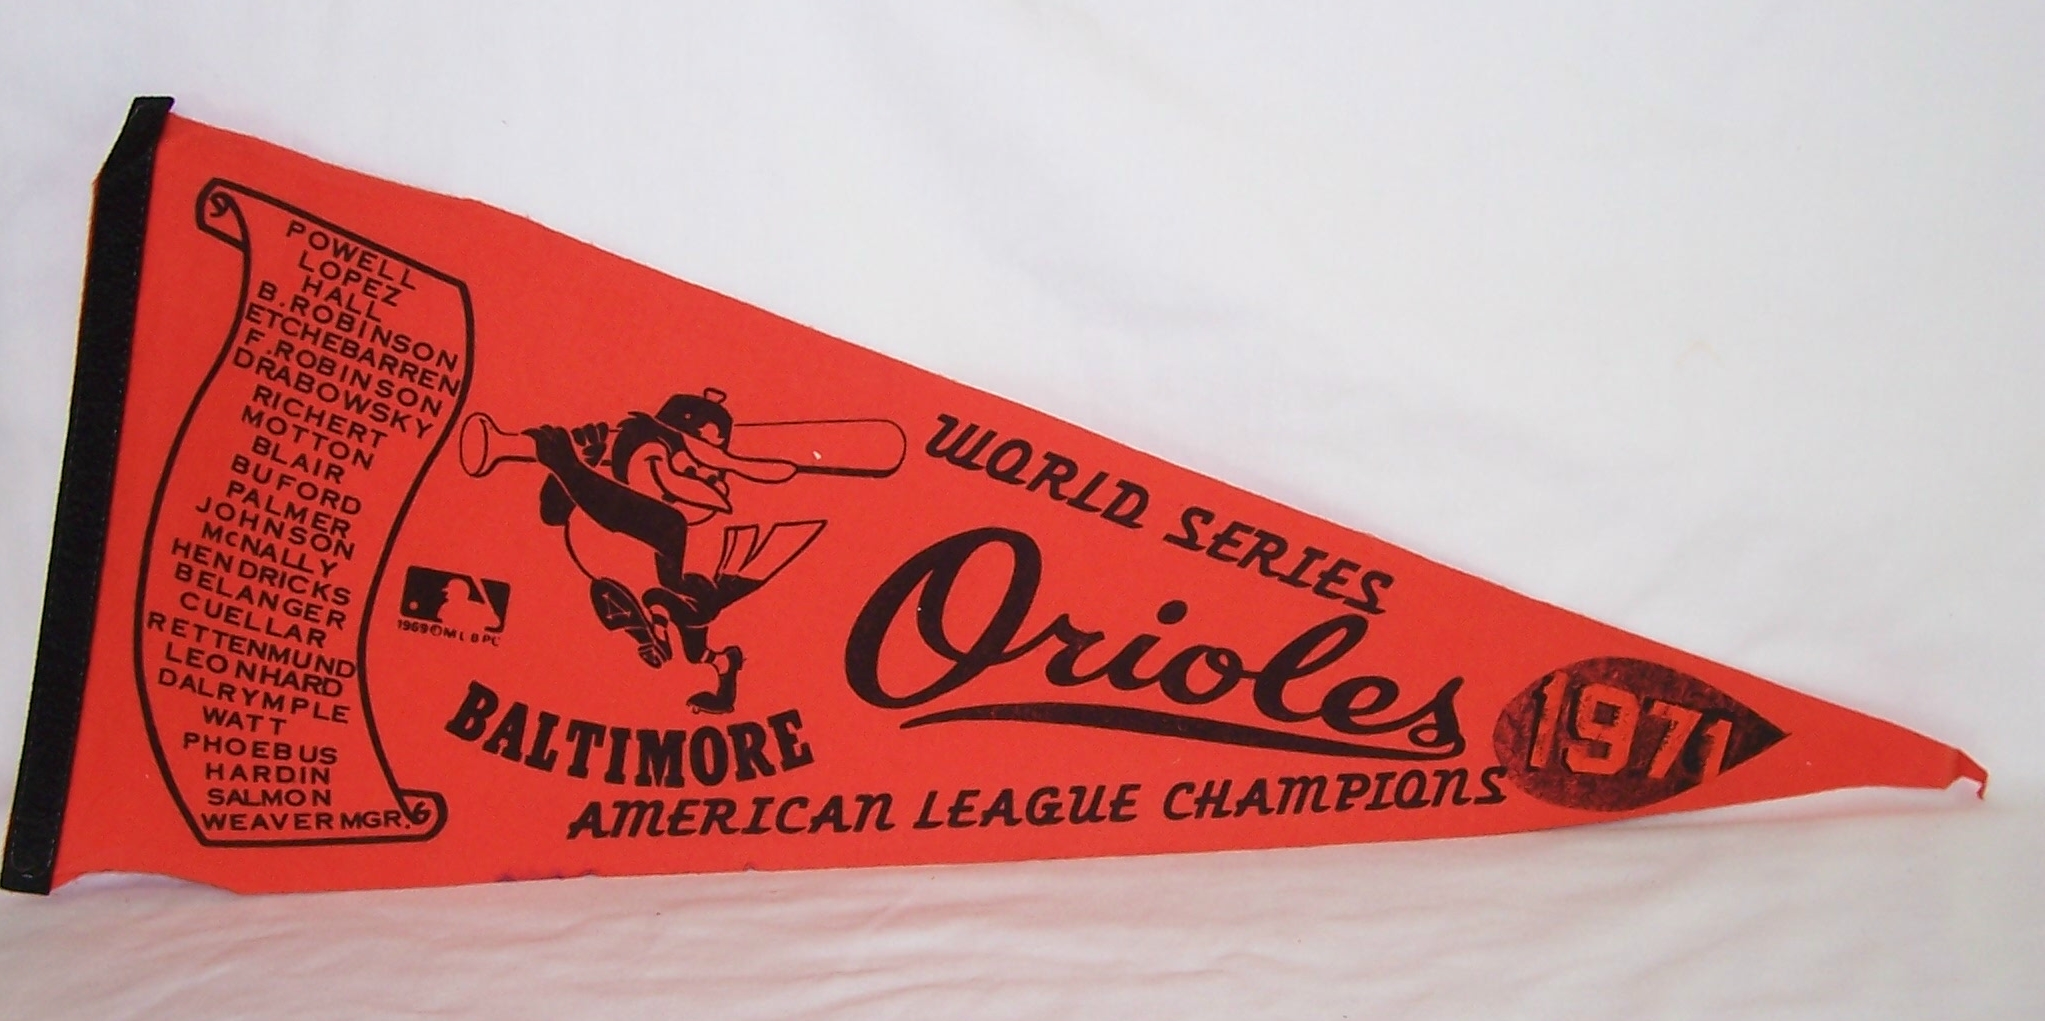 POWELL
LOPEZ
HALL
B.ROBINSON
ETCHEBARREN
F.ROBINSON
DRABOWSKY
RICHERT
MOTTON
BLAIR
BUFORD
PALMER
JOHNSON
McNALLY
HENDRICKS
BELANGER
CUELLAR
RETTENMUND
LEONHARD
DALRYMPLE
WATT
PHOEBUS
HARDIN
SALMON
WEAVER MGR.
1969 © M L B P C
WORLD SERIES
Orioles
1971
BALTIMORE
AMERICAN LEAGUE CHAMPIONS